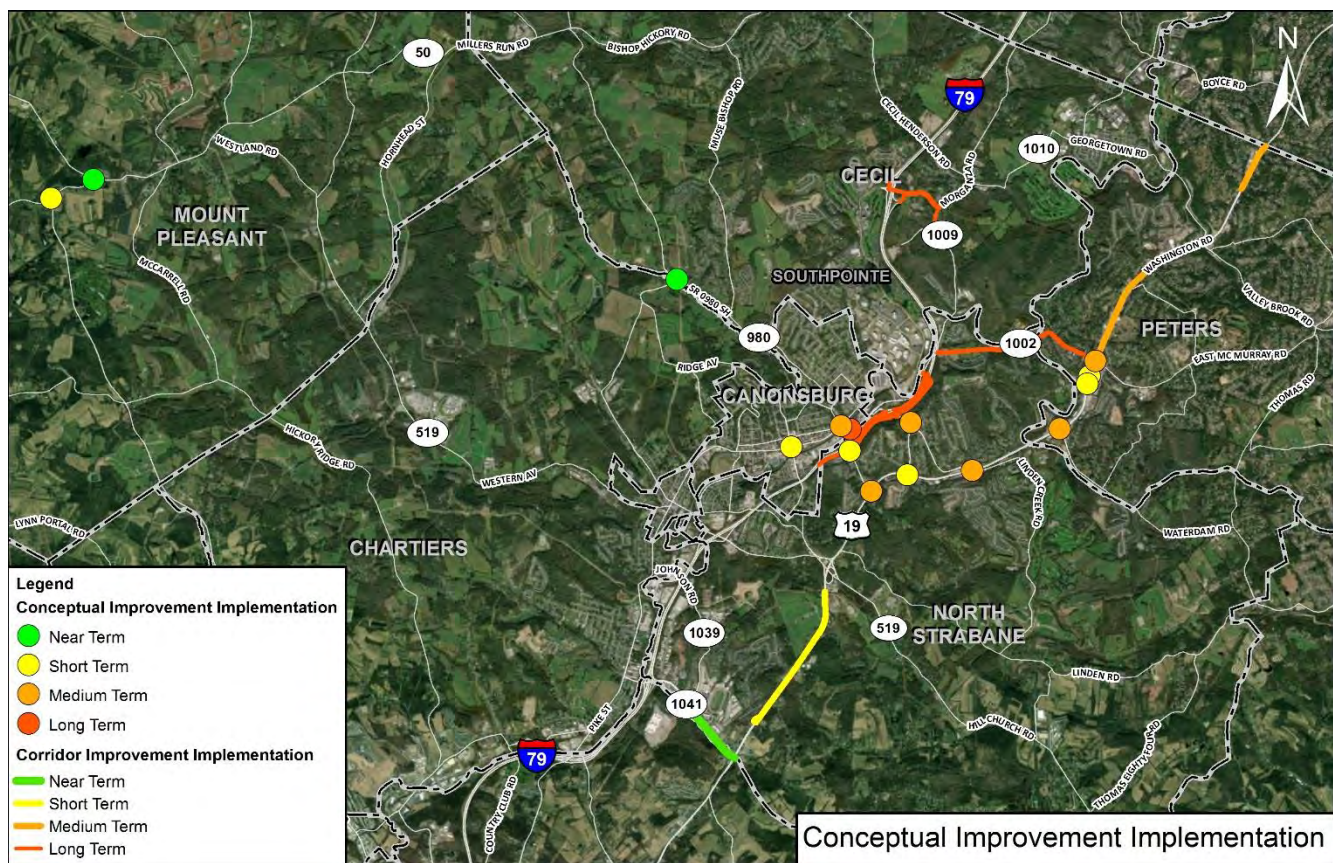 MILLERS RUN RD
BISHOP HICKORY RD
N
50
BOYCE RD
79
MUSE BISHOP RD
CECIL HENDERSON RD
WESTLAND RD
HORNHEAD ST
1010
GEORGETOWN RD
CECIL
MORGANZA RD
MOUNT
PLEASANT
1009
WASHINGTON RD
MCCARRELL RD
SOUTHPOINTE
SR 0980 SH
VALLEY BROOK RD
980
1002
PETERS
EAST MC MURRAY RD
RIDGE AV
THOMAS RD
CANONSBURG
519
HICKORY RIDGE RD
WESTERN AV
LINDEN CREEK RD
LYNN PORTAL RD
19
WATERDAM RD
CHARTIERS
JOHNSON RD
NORTH
STRABANE
519
1039
LINDEN RD
1041
PIKE ST
HILL CHURCH RD
79
COUNTRY CLUB RD
THOMAS EIGHTY FOUR RD
Legend
Conceptual Improvement Implementation
Near Term
Short Term
Medium Term
Long Term
Corridor Improvement Implementation
Near Term
Short Term
Medium Term
Long Term
Conceptual Improvement Implementation